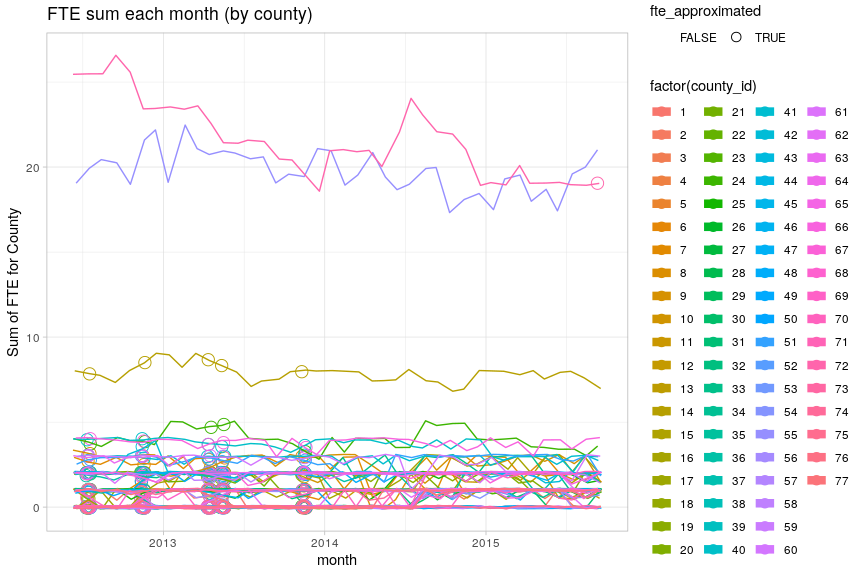 FTE sum each month (by county)
Sum of FTE for County
20
10
0
2013 2014 2015
month
fte_approximated
FALSE TRUE
factor(county_id)
1 21 41 61
2 22 42 62
3 23 43 63
4 24 44 64
5 25 45 65
6 26 46 66
7 27 47 67
8 28 48 68
9 29 49 69
10 30 50 70
11 31 51 71
12 32 52 72
13 33 53 73
14 34 54 74
15 35 55 75
16 36 56 76
17 37 57 77
18 38 58
19 39 59
20 40 60